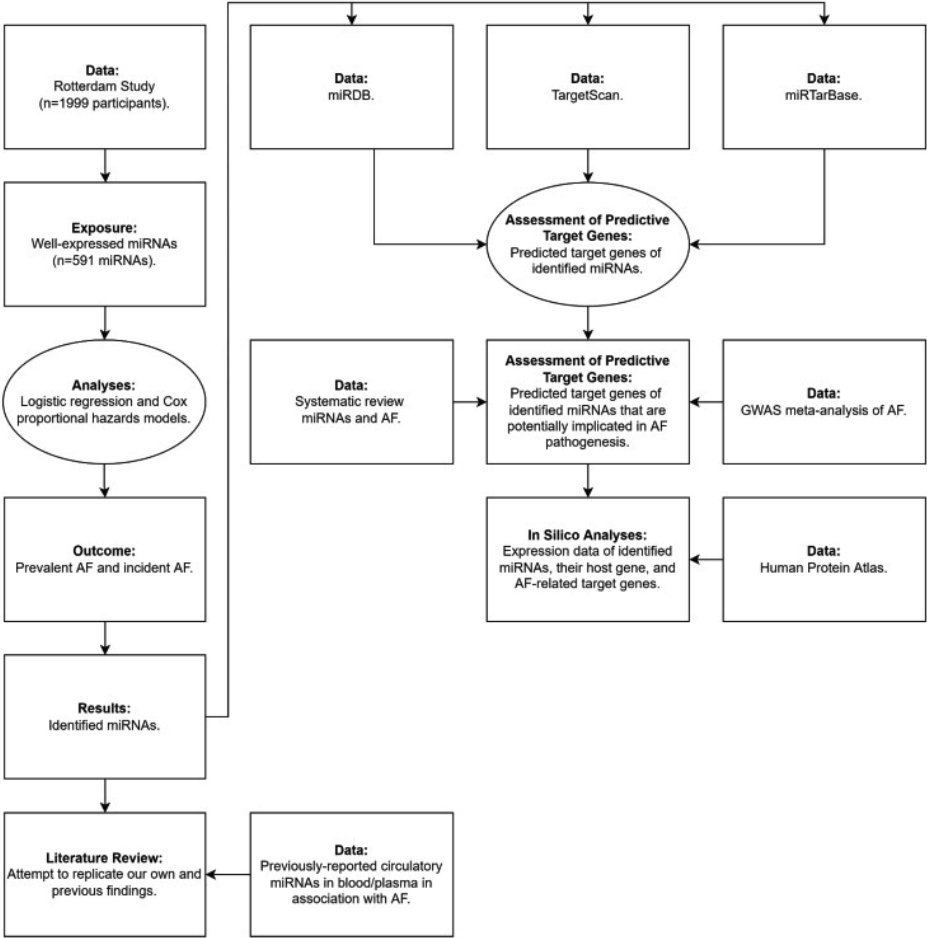 Data:
Rotterdam Study
(n=1999 participants).
Exposure:
Well-expressed miRNAs
(n=591 miRNAs).
Analyses:
Logistic regression and Cox
proportional hazards models.
Outcome:
Prevalent AF and incident AF.
Results:
Identified miRNAs.
Literature Review:
Attempt to replicate our own and
previous findings.
Data:
Previously-reported circulatory
miRNAs in blood/plasma in
association with AF.
Data:
miRDB.
Data:
TargetScan.
Data:
miRTarBase.
Assessment of Predictive
Target Genes:
Predicted target genes of
identified miRNAs.
Data:
Systematic review
miRNAs and AF.
Assessment of Predictive
Target Genes:
Predicted target genes of
identified miRNAs that are
potentially implicated in AF
pathogenesis.
Data:
GWAS meta-analysis of AF.
In Silico Analyses:
Expression data of identified
miRNAs, their host gene, and
AF-related target genes.
Data:
Human Protein Atlas.